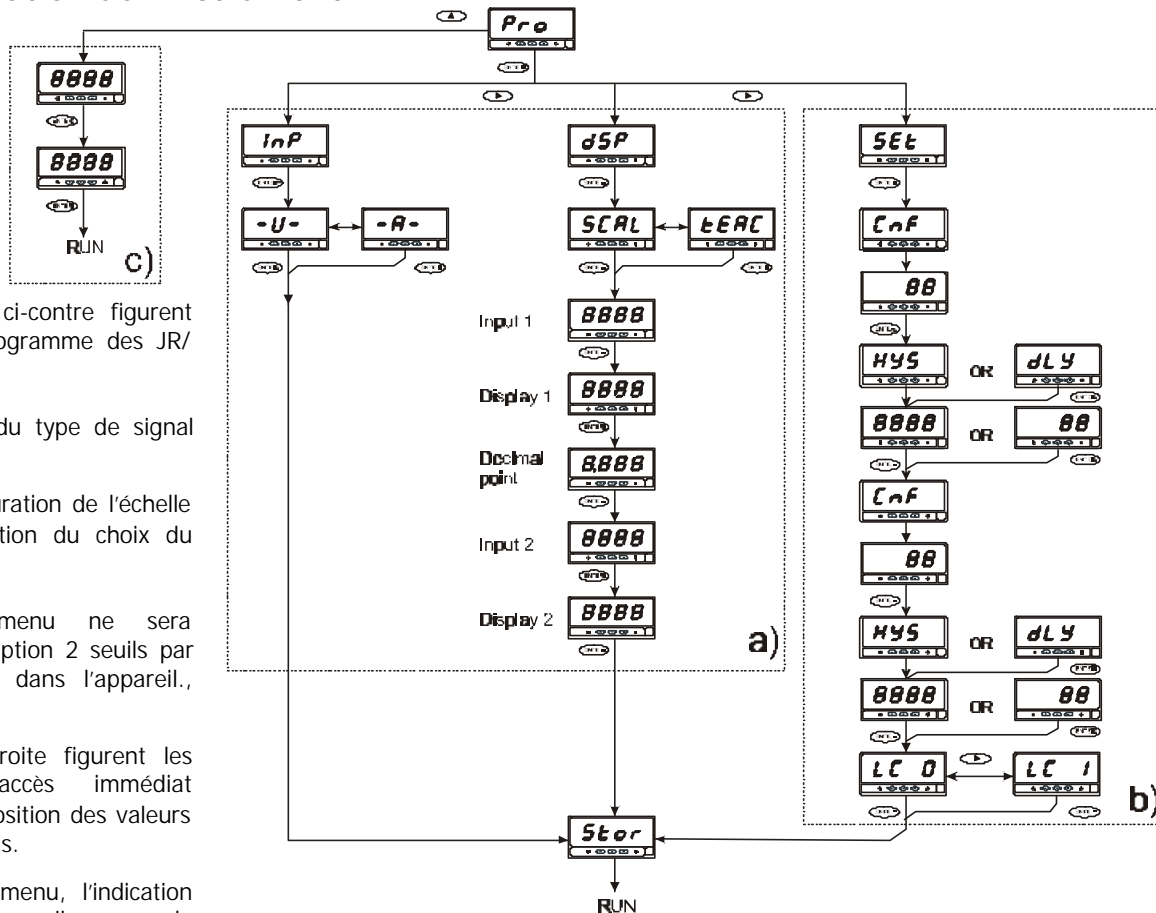 Pro
8888
8888
RUN
c)
InP
dSP
SEt
-U-
-A-
SCAL
tEAC
CnF
88
Input 1
8888
HYS
OR
dLY
Display 1
8888
8888
OR
88
Decimal
point
8,888
CnF
Input 2
8888
88
Display 2
8888
a)
HYS
OR
dLY
8888
OR
88
LC 0
LC 1
b)
Stor
RUN
ci-contre figurent
ogramme des JR/
du type de signal
uration de l'échelle
tion du choix du
menu ne sera
ption 2 seuils par
dans l'appareil.,
roite figurent les
accès immédiat
osition des valeurs
s.
menu, l'indication